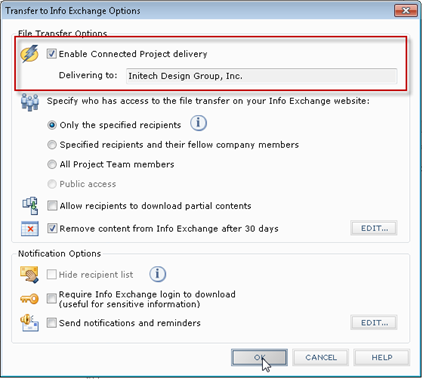 Transfer to Info Exchange Options
File Transfer Options
Enable Connected Project delivery
Delivering to: Initech Design Group, Inc.
Specify who has access to the file transfer on your Info Exchange website:
Only the specified recipients
Specified recipients and their fellow company members
All Project Team members
Public access
Allow recipients to download partial contents
Remove content from Info Exchange after 30 days EDIT...
Notification Options
Hide recipient list
Require Info Exchange login to download
(useful for sensitive information)
Send notifications and reminders EDIT...
OK CANCEL HELP